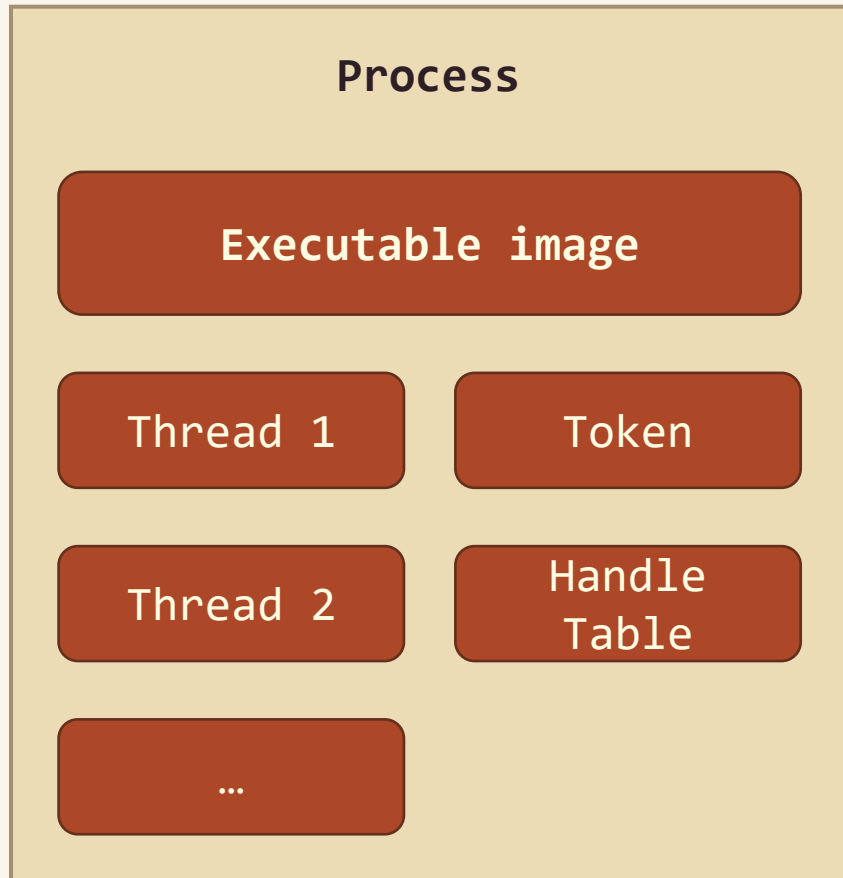 Process
Executable image
Thread 1
Token
Thread 2
Handle
Table
…